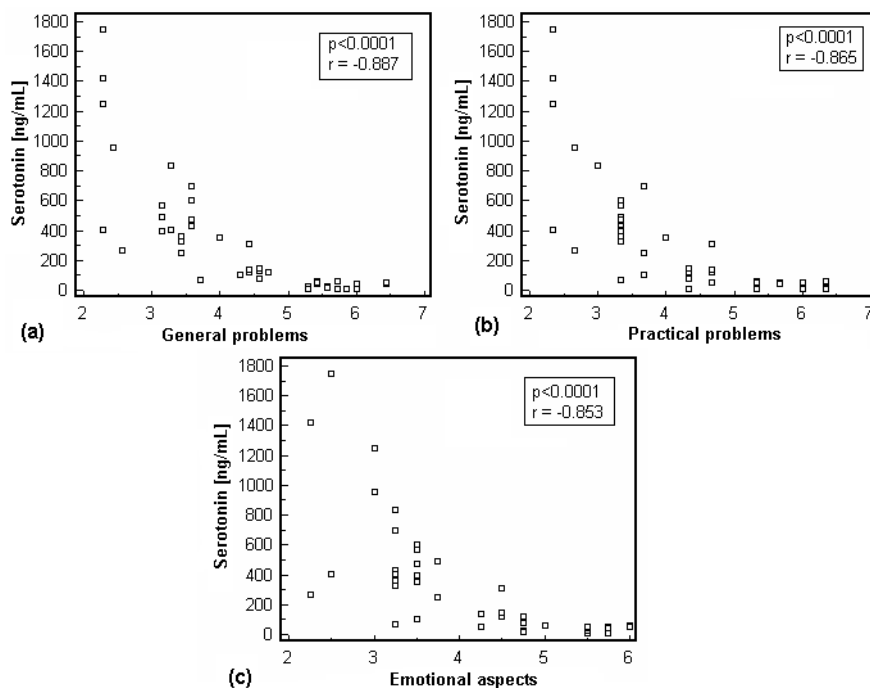 1800
1600
1400
1200
1000
800
600
400
200
0
Serotonin [ng/mL]
p<0.0001
r = -0.887
2 3 4 5 6 7
(a)
General problems
1800
1600
1400
1200
1000
800
600
400
200
0
Serotonin [ng/mL]
p<0.0001
r = -0.865
2 3 4 5 6 7
(b)
Practical problems
1800
1600
1400
1200
1000
800
600
400
200
0
Serotonin [ng/mL]
p<0.0001
r = -0.853
2 3 4 5 6
(c)
Emotional aspects